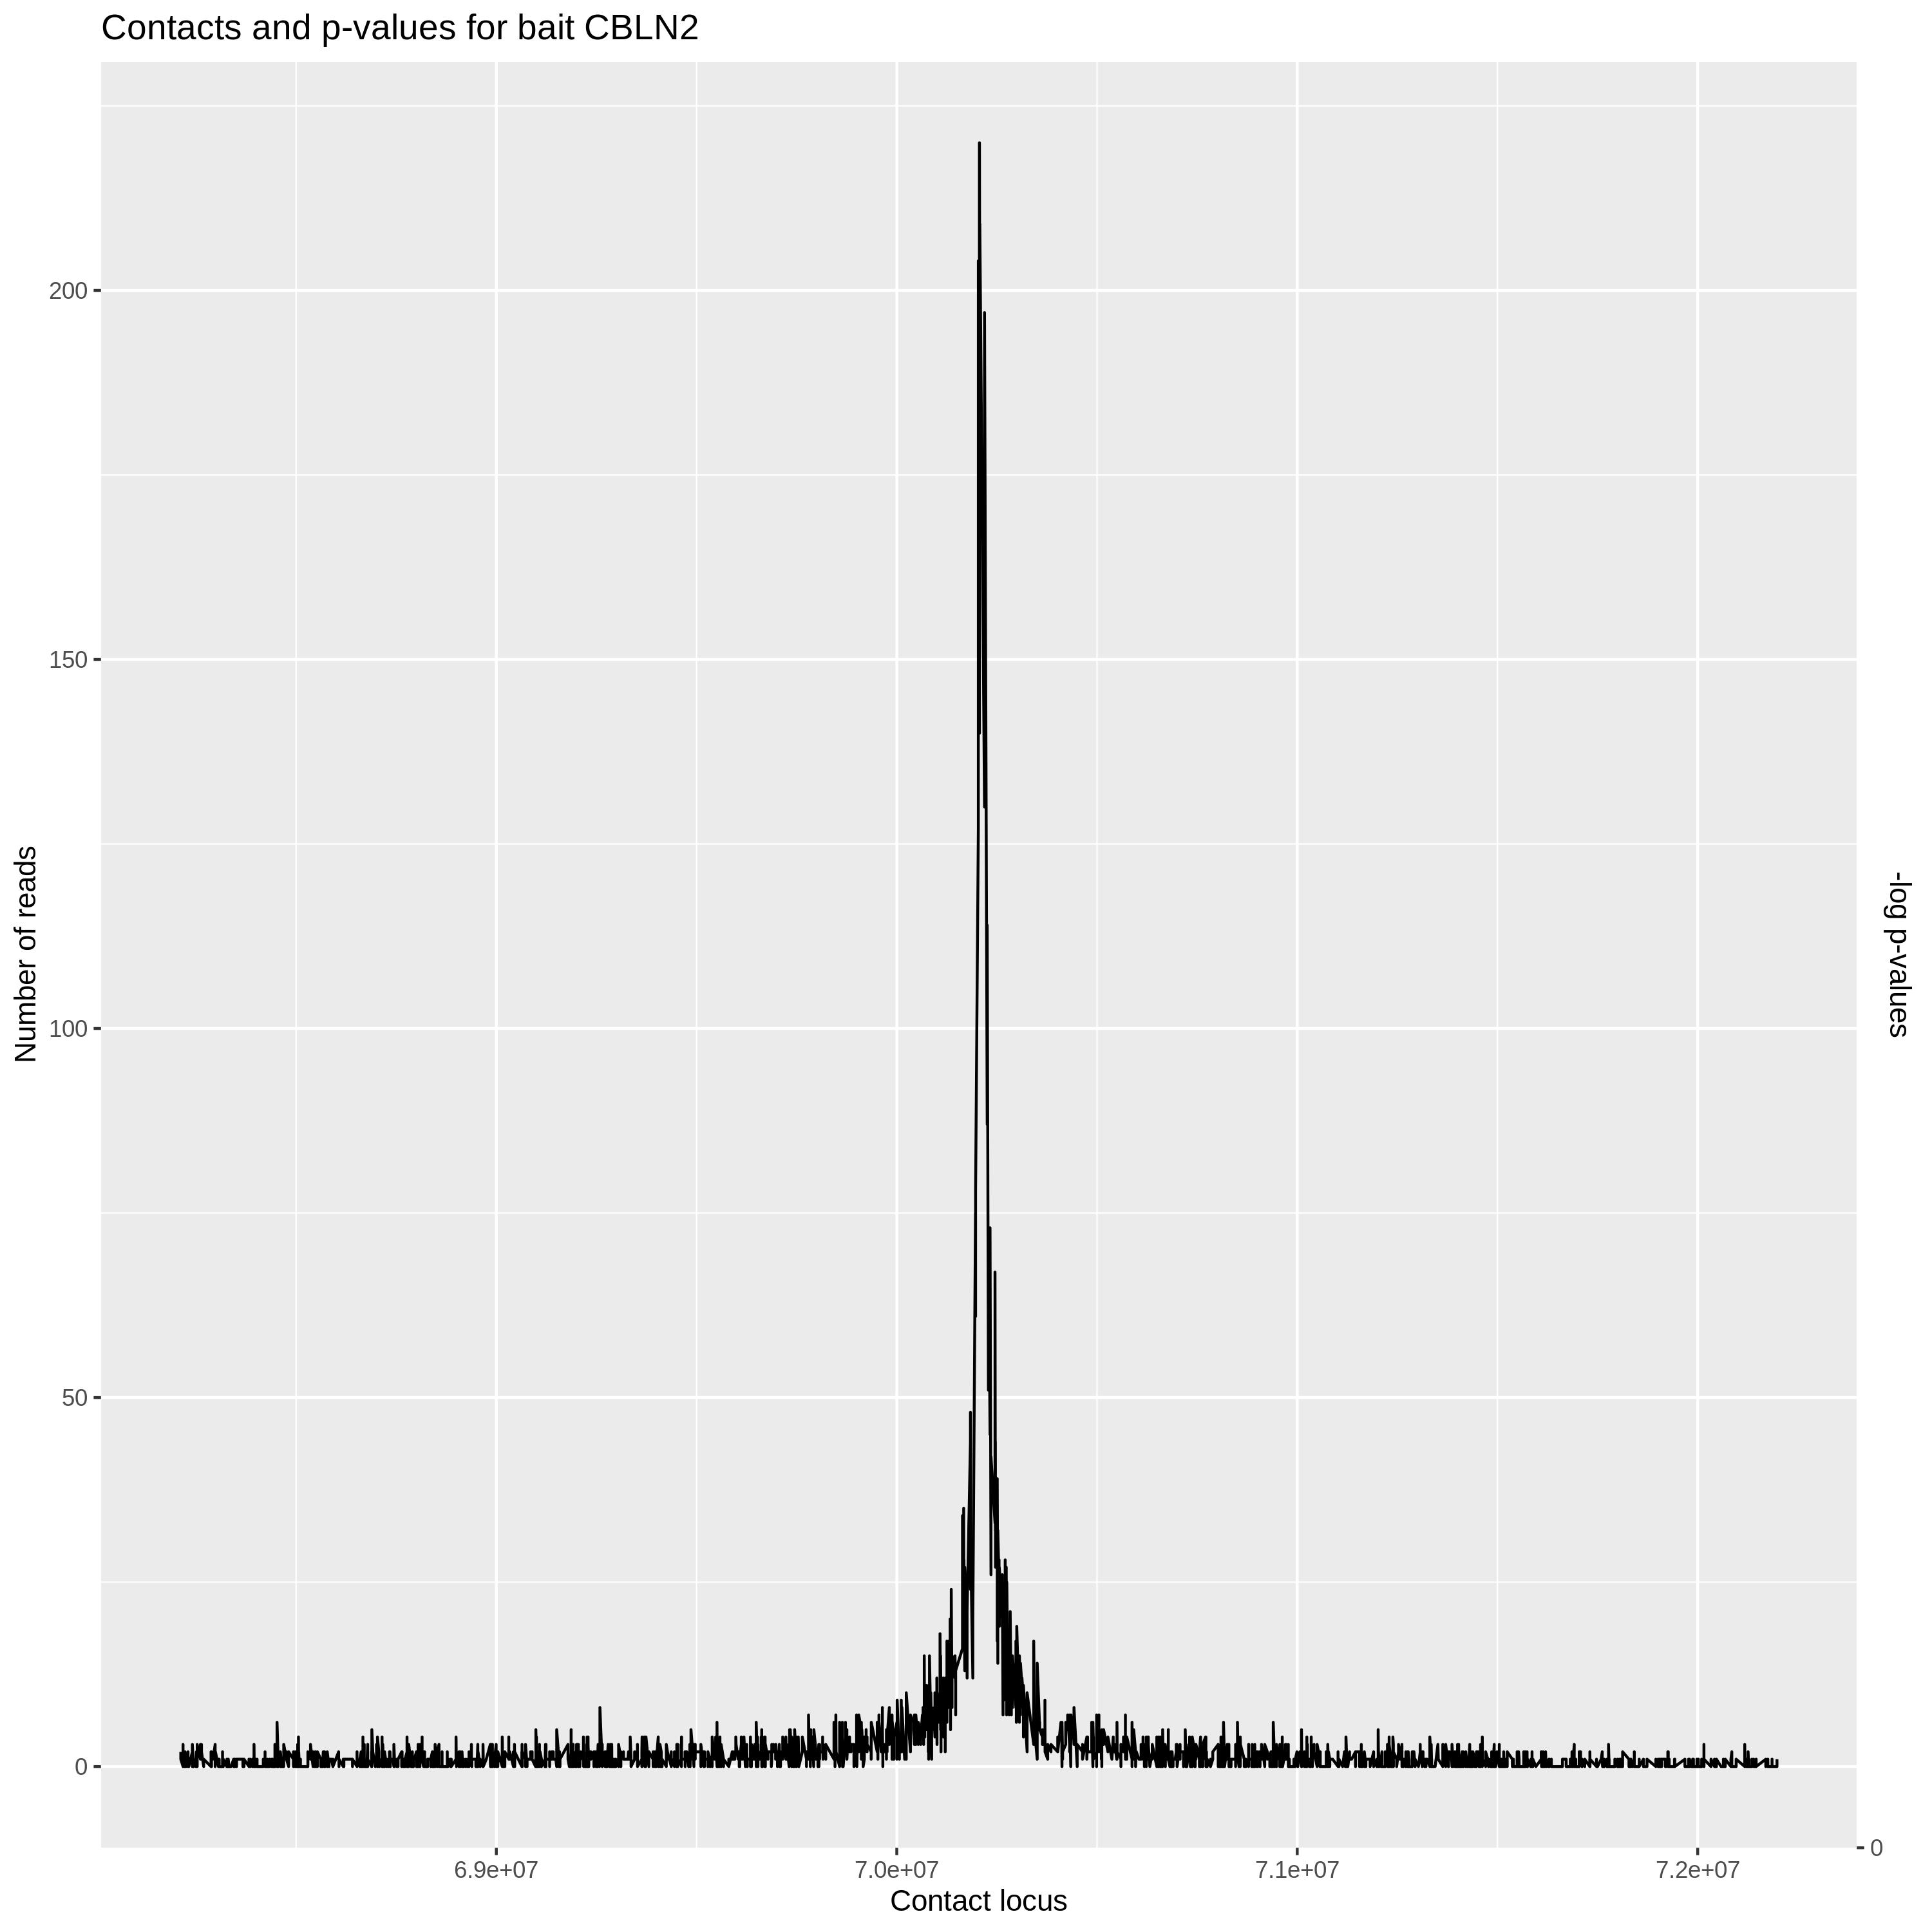 Contacts and p-values for bait CBLN2
Number of reads
200
150
100
50
0
-log p-values
0
6.9e+07
7.0e+07
7.1e+07
7.2e+07
Contact locus